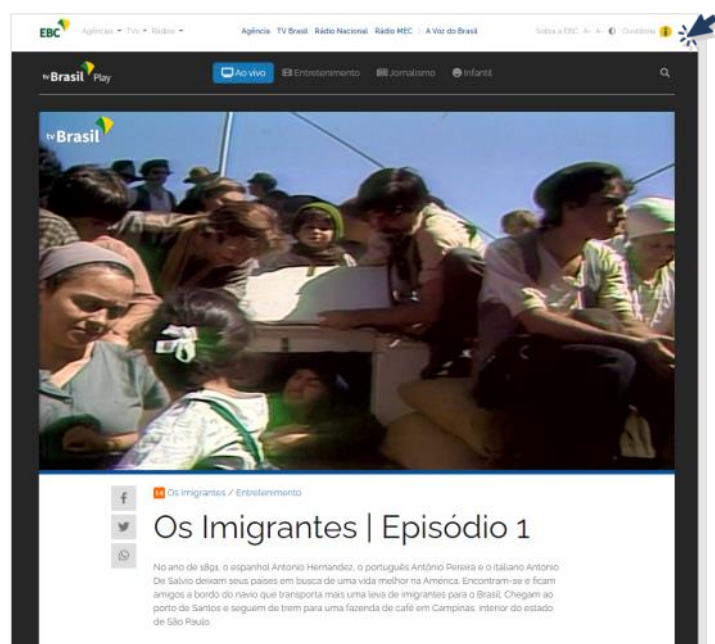 EBC Agências TVs Rádios Agência TV Brasil Rádio Nacional Rádio MEC | A Voz do Brasil Sobre a EBC A+ A- Ouvidoria i
tv Brasil Play Ao vivo Entretenimento Jornalismo Infantil
tv Brasil
14 Os Imigrantes / Entretenimento
Os Imigrantes | Episódio 1
No ano de 1891, o espanhol Antonio Hernandez, o português António Pereira e o italiano Antonio
De Salvio deixam seus países em busca de uma vida melhor na América. Encontram-se e ficam
amigos a bordo do navio que transporta mais uma leva de imigrantes para o Brasil. Chegam ao
porto de Santos e seguem de trem para uma fazenda de café em Campinas, interior do estado
de São Paulo.